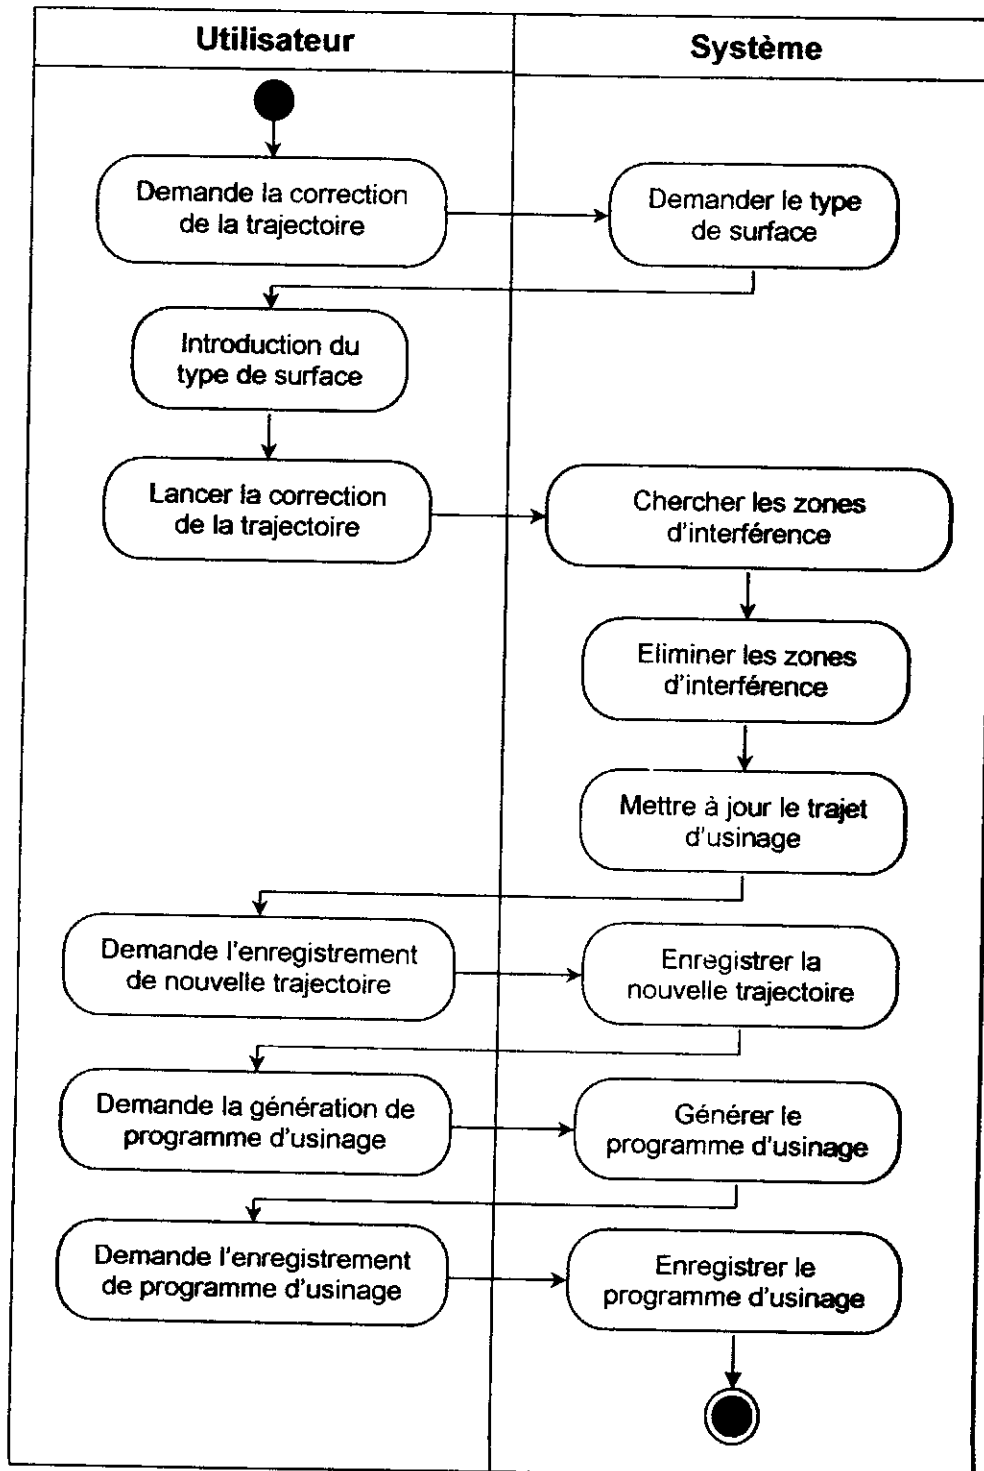 Utilisateur
Système
Demande la correction
de la trajectoire
Demander le type
de surface
Introduction du
type de surface
Lancer la correction
de la trajectoire
Chercher les zones
d'interférence
Eliminer les zones
d'interférence
Mettre à jour le trajet
d'usinage
Demande l'enregistrement
de nouvelle trajectoire
Enregistrer la
nouvelle trajectoire
Demande la génération de
programme d'usinage
Générer le
programme d'usinage
Demande l'enregistrement
de programme d'usinage
Enregistrer le
programme d'usinage